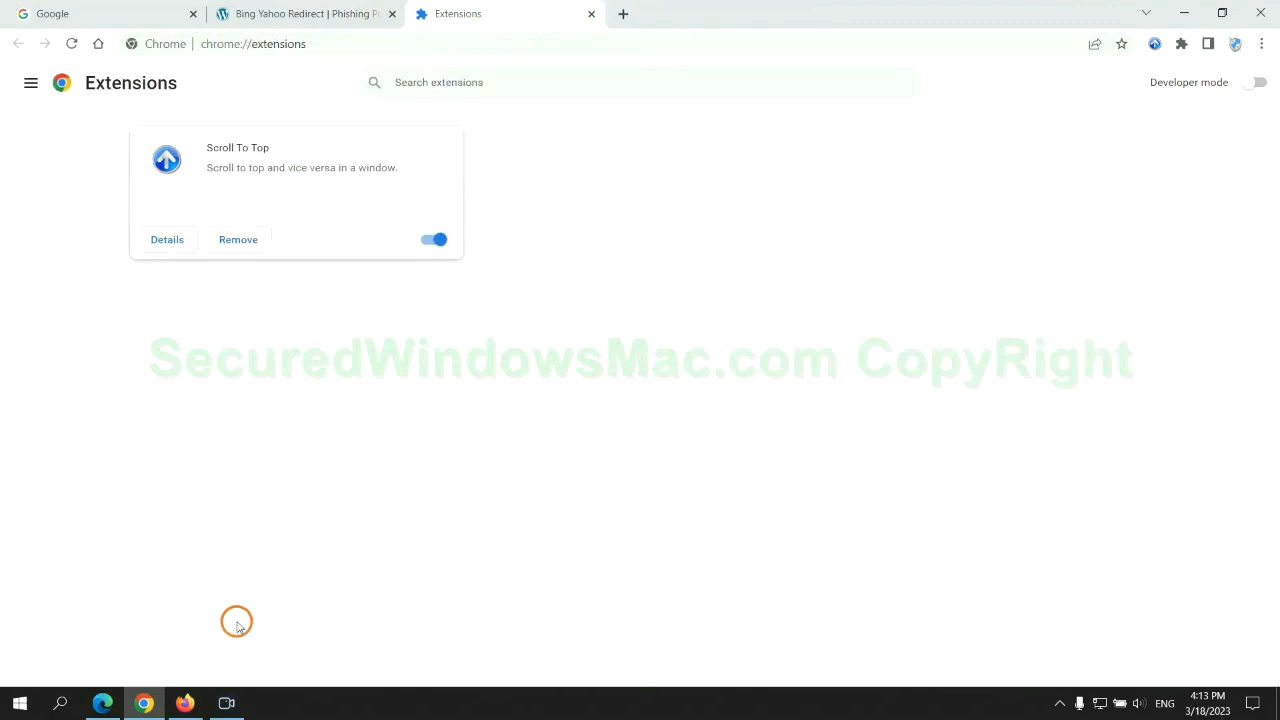 Google
Bing Yahoo Redirect | Phishing P
Extensions
Chrome
chrome://extensions
Extensions
Search extensions
Developer mode
Scroll To Top
Scroll to top and vice versa in a window.
Details
Remove
SecuredWindowsMac.com CopyRight
ENG
4:13 PM
3/18/2023